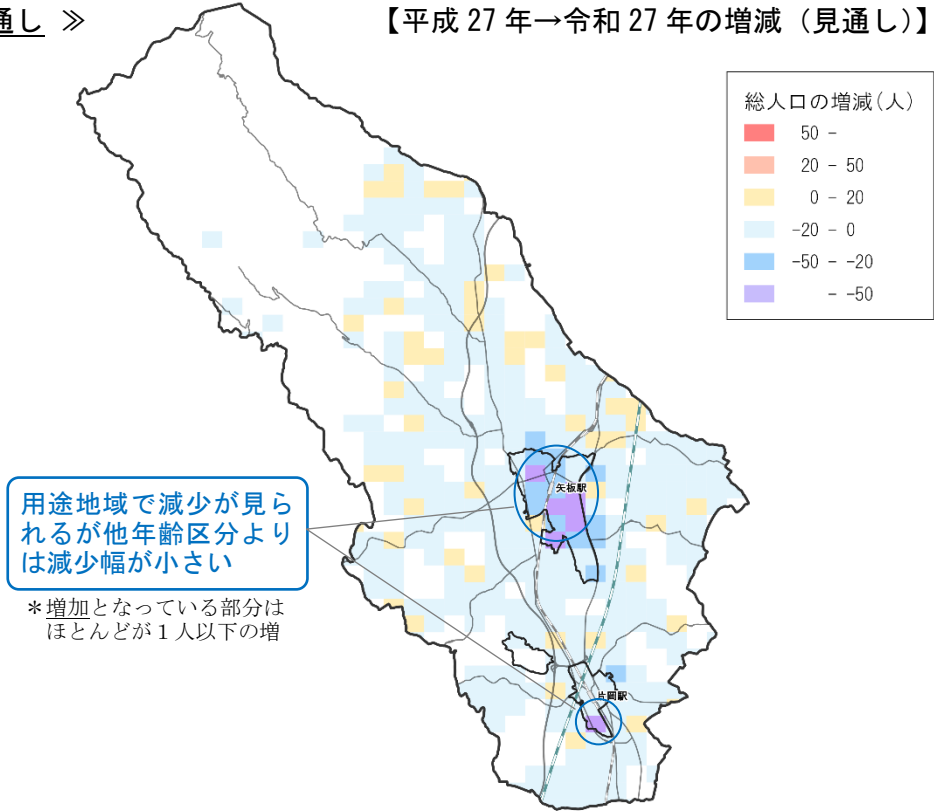 通し ≫
【平成 27 年→令和 27 年の増減（見通し）】
総人口の増減(人)
50 -
20 - 50
0 - 20
-20 - 0
-50 - -20
- -50
矢板駅
用途地域で減少が見ら
れるが他年齢区分より
は減少幅が小さい
＊増加となっている部分は
ほとんどが１人以下の増
片岡駅